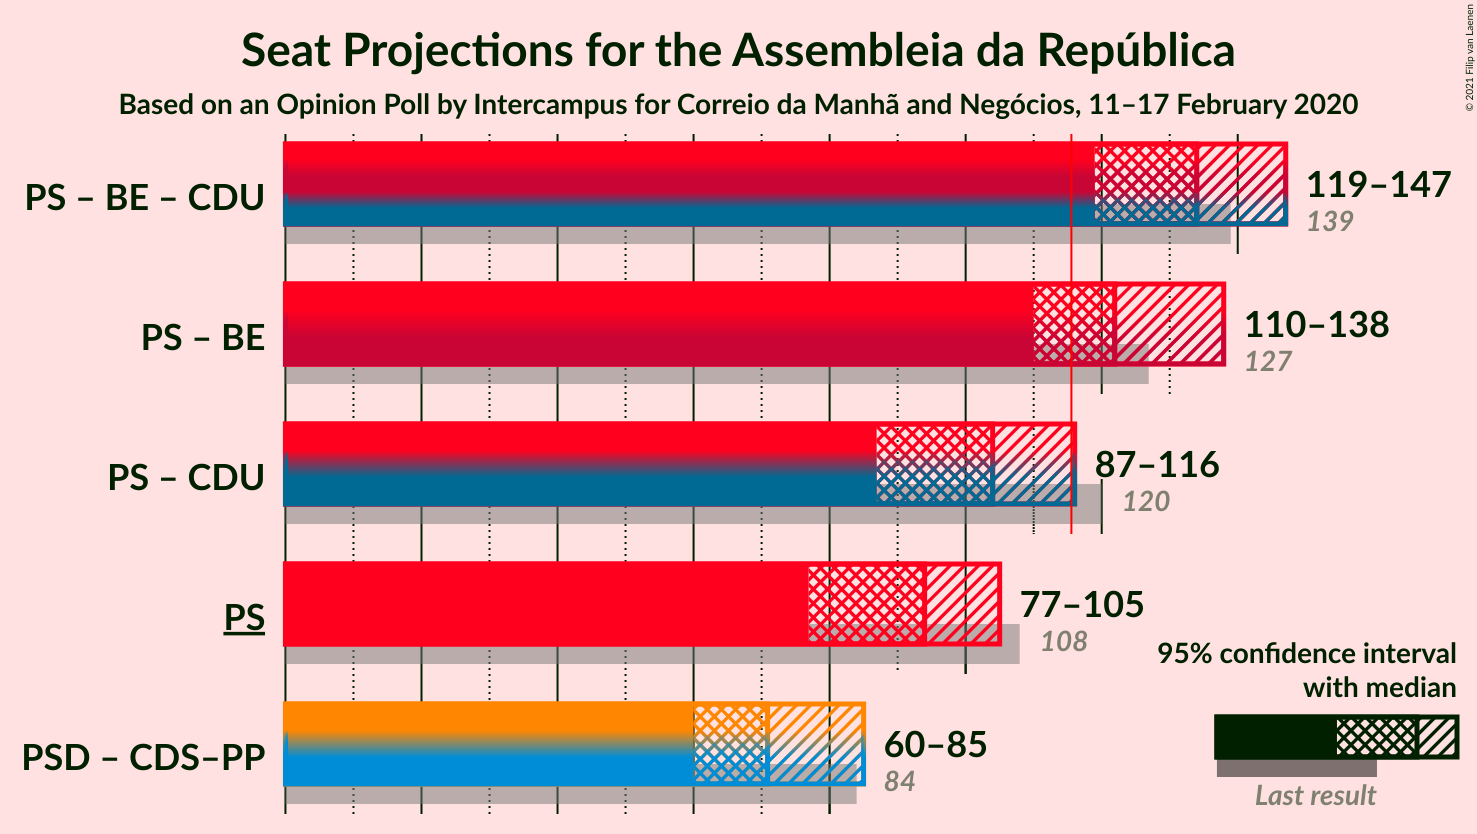 Seat Projections for the Assembleia da República
Based on an Opinion Poll by Intercampus for Correio da Manhã and Negócios, 11–17 February 2020
© 2021 Filip van Laenen
PS – BE – CDU
119–147
139
PS – BE
110–138
127
PS – CDU
87–116
120
PS
77–105
108
PSD – CDS–PP
60–85
84
95% confidence interval
with median
Last result